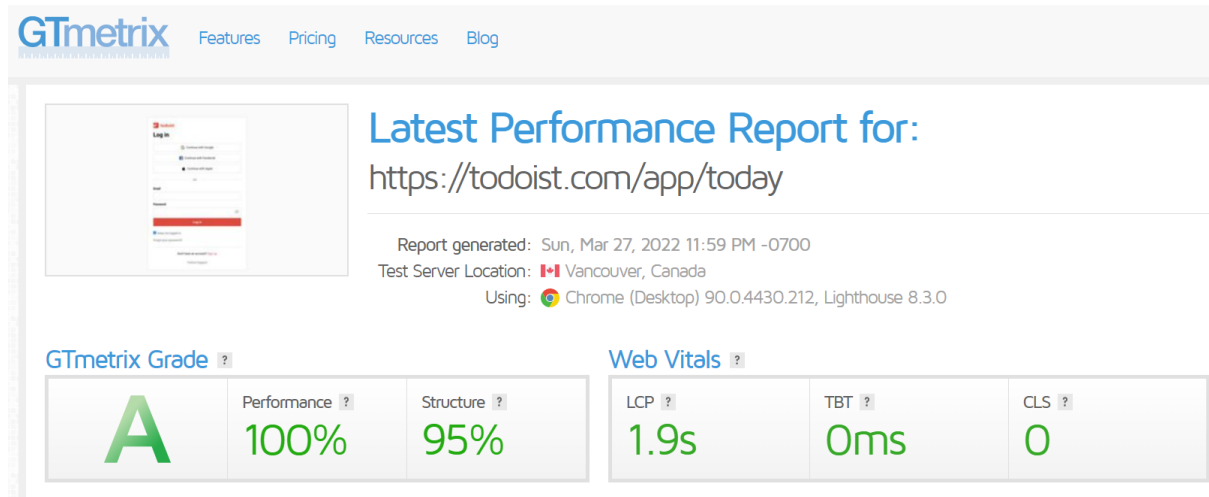 GTmetrix Features Pricing Resources Blog
Log in
Latest Performance Report for:
https://todoist.com/app/today
Report generated: Sun, Mar 27, 2022 11:59 PM -0700
Test Server Location: Vancouver, Canada
Using: Chrome (Desktop) 90.0.4430.212, Lighthouse 8.3.0
GTmetrix Grade ?
Web Vitals ?
A
Performance ?
100%
Structure ?
95%
LCP ?
1.9s
TBT ?
0ms
CLS ?
0